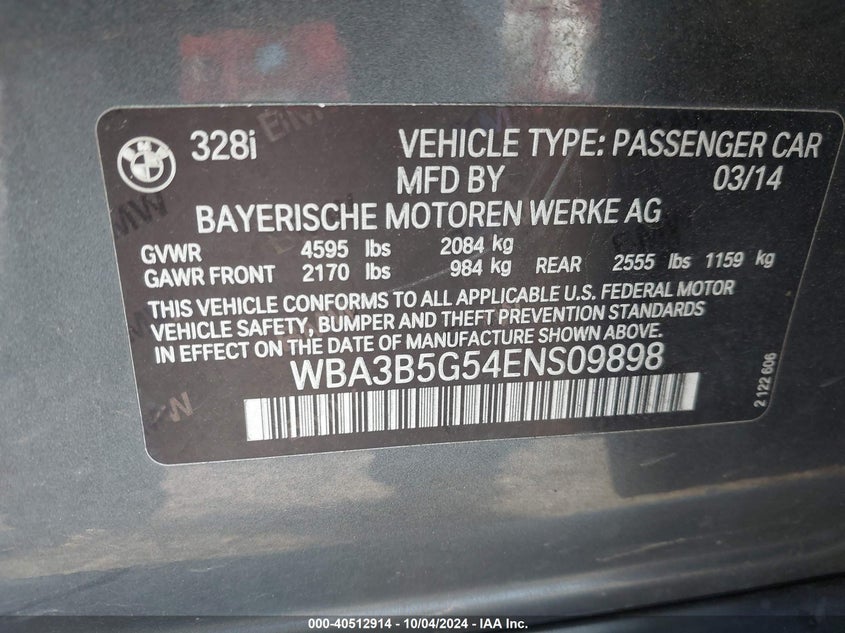 328i VEHICLE TYPE: PASSENGER CAR
MFD BY 03/14
BAYERISCHE MOTOREN WERKE AG
GVWR 4595 lbs 2084 kg
GAWR FRONT 2170 lbs 984 kg REAR 2555 lbs 1159 kg
THIS VEHICLE CONFORMS TO ALL APPLICABLE U.S. FEDERAL MOTOR
VEHICLE SAFETY, BUMPER AND THEFT PREVENTION STANDARDS
IN EFFECT ON THE DATE OF MANUFACTURE SHOWN ABOVE.
WBA3B5G54ENS09898
2 122 606
000-40512914 - 10/04/2024 - IAA Inc.